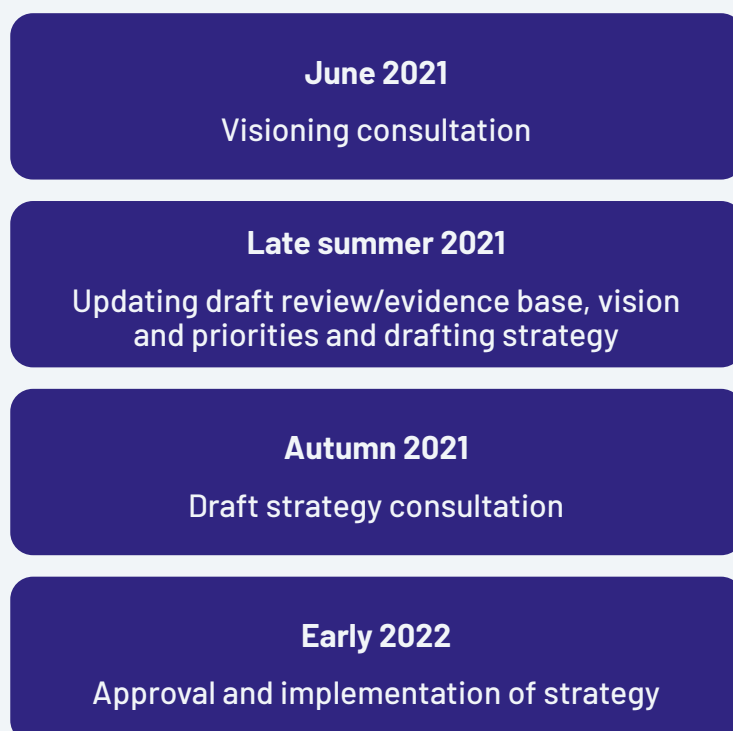 June 2021
Visioning consultation
Late summer 2021
Updating draft review/evidence base, vision
and priorities and drafting strategy
Autumn 2021
Draft strategy consultation
Early 2022
Approval and implementation of strategy